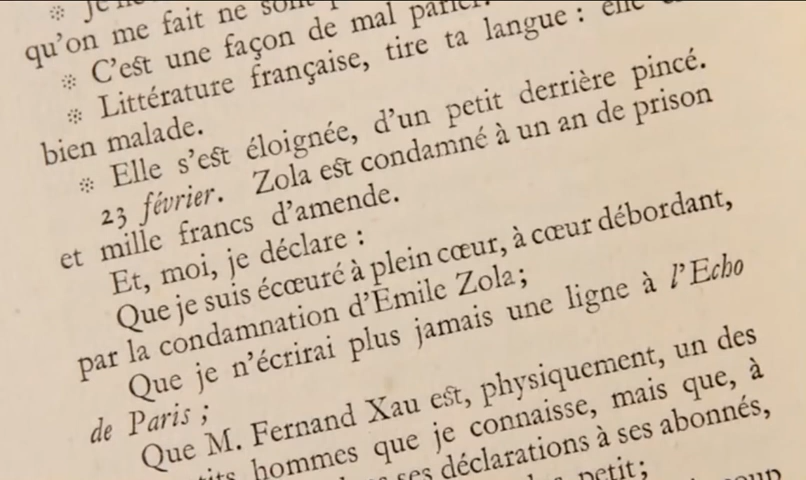 qu'on me fait ne
※ C'est une façon de mal parler.
※ Littérature française, tire ta langue : elle
bien malade.
※ Elle s'est éloignée, d'un petit derrière pincé.
23 février. Zola est condamné à un an de prison
et mille francs d'amende.
Et, moi, je déclare :
Que je suis écœuré à plein cœur, à cœur débordant,
par la condamnation d'Emile Zola ;
Que je n'écrirai plus jamais une ligne à l'Echo
de Paris ;
Que M. Fernand Xau est, physiquement, un des
hommes que je connaisse, mais que, à
ses déclarations à ses abonnés,
petit ;